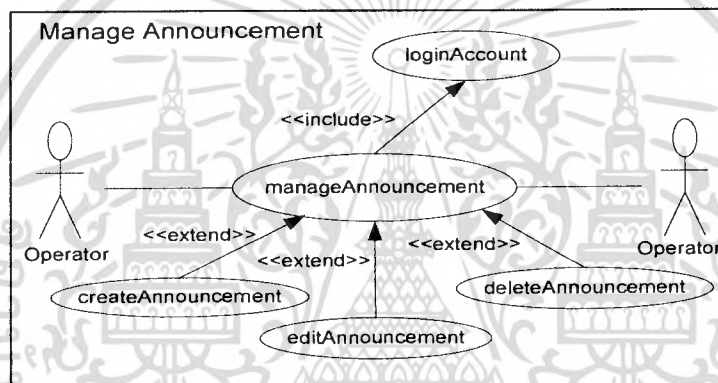 Manage Announcement
loginAccount
<<include>>
manageAnnouncement
Operator
Operator
<<extend>>
<<extend>>
<<extend>>
createAnnouncement
deleteAnnouncement
editAnnouncement